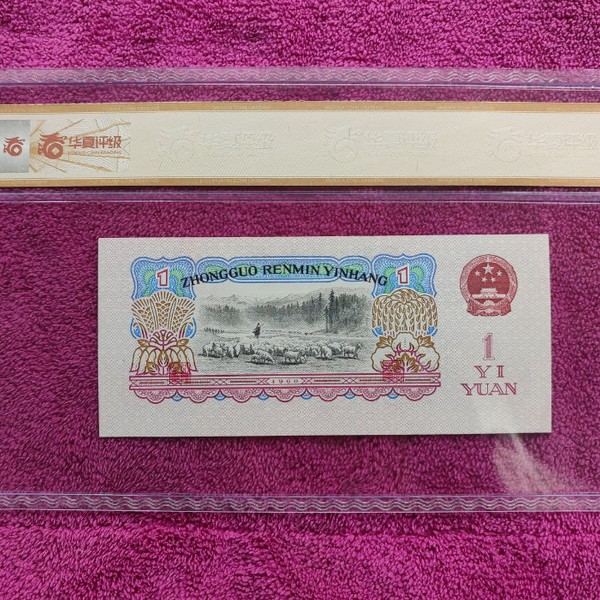 华夏评级
1
1
ZHONGGUO RENMIN YINHANG
1960
1
YI
YUAN